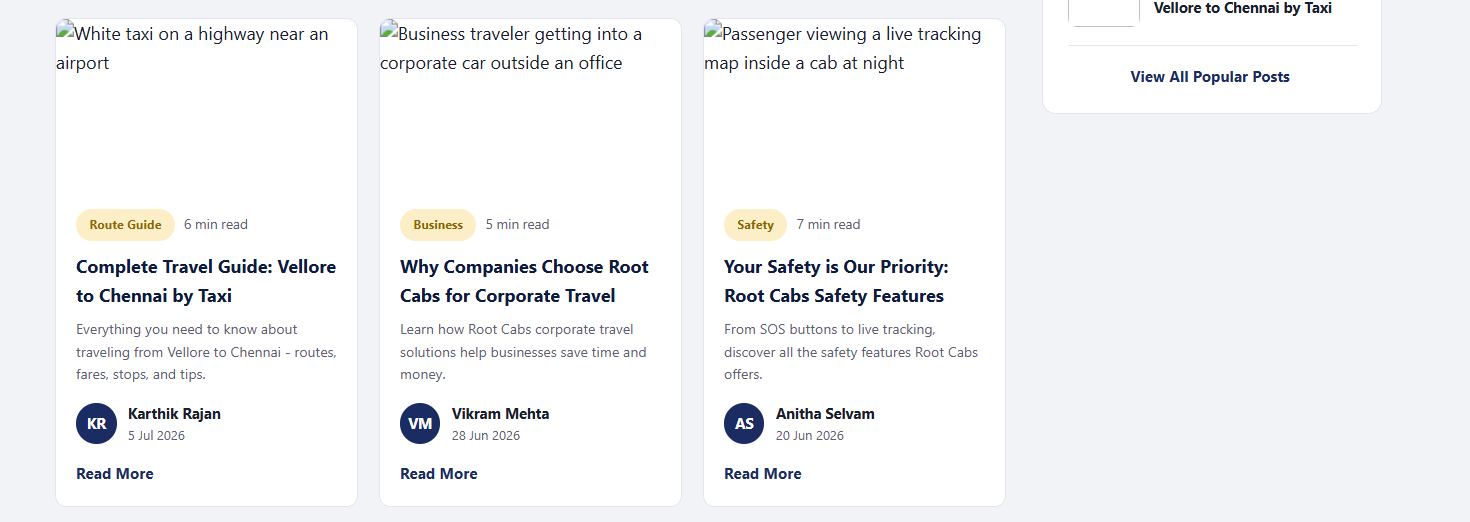 White taxi on a highway near an
airport
Route Guide 6 min read
Complete Travel Guide: Vellore
to Chennai by Taxi
Everything you need to know about
traveling from Vellore to Chennai - routes,
fares, stops, and tips.
KR
Karthik Rajan
5 Jul 2026
Read More
Business traveler getting into a
corporate car outside an office
Business 5 min read
Why Companies Choose Root
Cabs for Corporate Travel
Learn how Root Cabs corporate travel
solutions help businesses save time and
money.
VM
Vikram Mehta
28 Jun 2026
Read More
Passenger viewing a live tracking
map inside a cab at night
Safety 7 min read
Your Safety is Our Priority:
Root Cabs Safety Features
From SOS buttons to live tracking,
discover all the safety features Root Cabs
offers.
AS
Anitha Selvam
20 Jun 2026
Read More
Vellore to Chennai by Taxi
View All Popular Posts